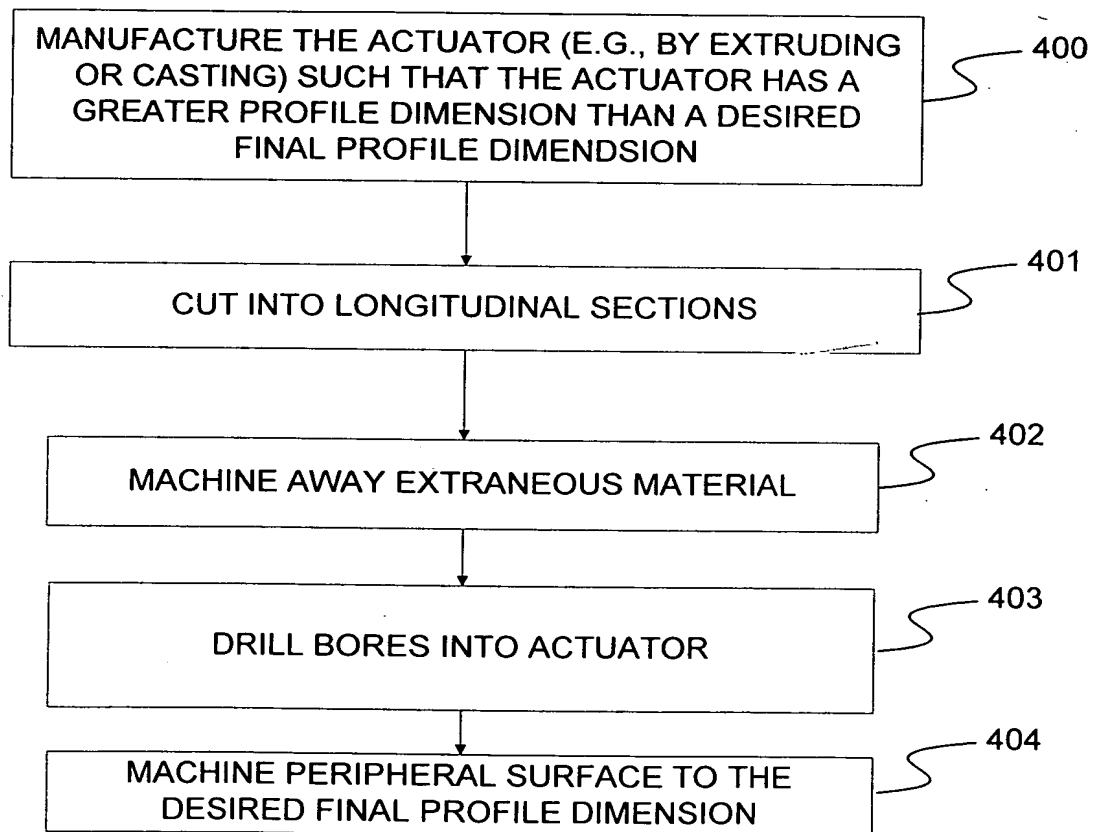 MANUFACTURE THE ACTUATOR (E.G., BY EXTRUDING
OR CASTING) SUCH THAT THE ACTUATOR HAS A
GREATER PROFILE DIMENSION THAN A DESIRED
FINAL PROFILE DIMENDSION
400
401
CUT INTO LONGITUDINAL SECTIONS
402
MACHINE AWAY EXTRANEOUS MATERIAL
403
DRILL BORES INTO ACTUATOR
404
MACHINE PERIPHERAL SURFACE TO THE
DESIRED FINAL PROFILE DIMENSION